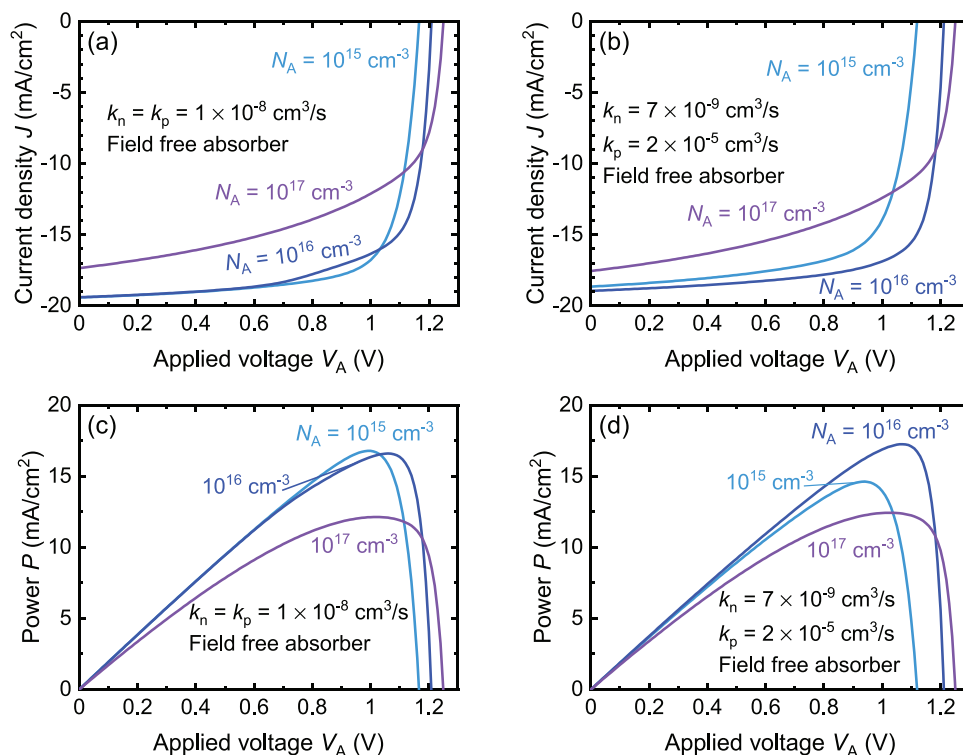 (a)
N_A = 10^15 cm^-3
k_n = k_p = 1 × 10^-8 cm^3/s
Field free absorber
N_A = 10^17 cm^-3
N_A = 10^16 cm^-3
0
-5
-10
-15
-20
Current density J (mA/cm^2)
0 0.2 0.4 0.6 0.8 1 1.2
Applied voltage V_A (V)
(b)
N_A = 10^15 cm^-3
k_n = 7 × 10^-9 cm^3/s
k_p = 2 × 10^-5 cm^3/s
Field free absorber
N_A = 10^17 cm^-3
N_A = 10^16 cm^-3
0
-5
-10
-15
-20
Current density J (mA/cm^2)
0 0.2 0.4 0.6 0.8 1 1.2
Applied voltage V_A (V)
(c)
N_A = 10^15 cm^-3
10^16 cm^-3
10^17 cm^-3
k_n = k_p = 1 × 10^-8 cm^3/s
Field free absorber
20
15
10
5
0
Power P (mA/cm^2)
0 0.2 0.4 0.6 0.8 1 1.2
Applied voltage V_A (V)
(d)
N_A = 10^16 cm^-3
10^15 cm^-3
10^17 cm^-3
k_n = 7 × 10^-9 cm^3/s
k_p = 2 × 10^-5 cm^3/s
Field free absorber
20
15
10
5
0
Power P (mA/cm^2)
0 0.2 0.4 0.6 0.8 1 1.2
Applied voltage V_A (V)